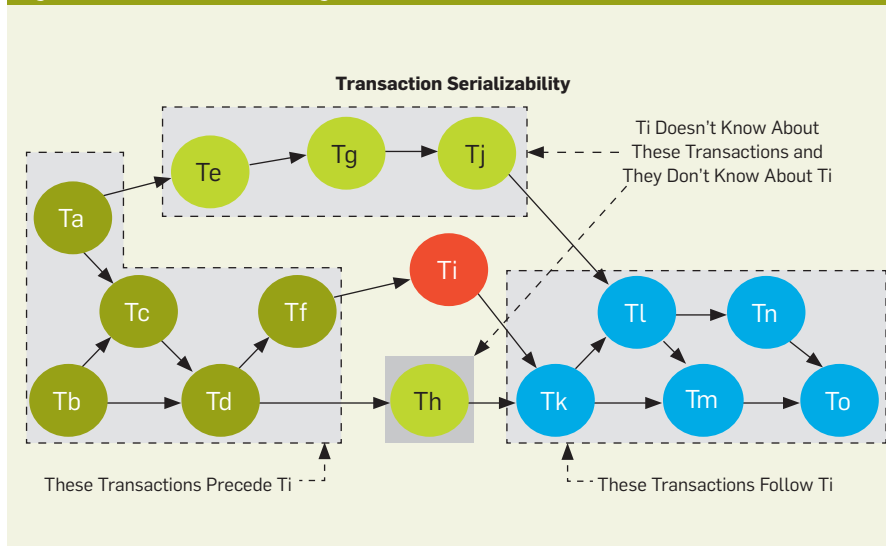 Transaction Serializability
Ti Doesn't Know About
These Transactions and
They Don't Know About Ti
Te
Tg
Tj
Ta
Ti
Tc
Tf
Tl
Tn
Tb
Td
Th
Tk
Tm
To
These Transactions Precede Ti
These Transactions Follow Ti